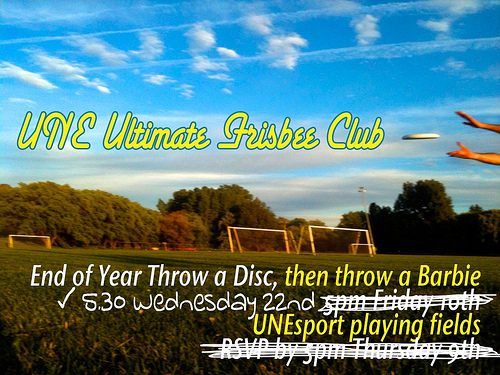 UNE Ultimate Frisbee Club
End of Year Throw a Disc, then throw a Barbie
✓ 5.30 Wednesday 22nd 5pm Friday 10th
UNEsport playing fields
RSVP by 5pm Thursday 9th